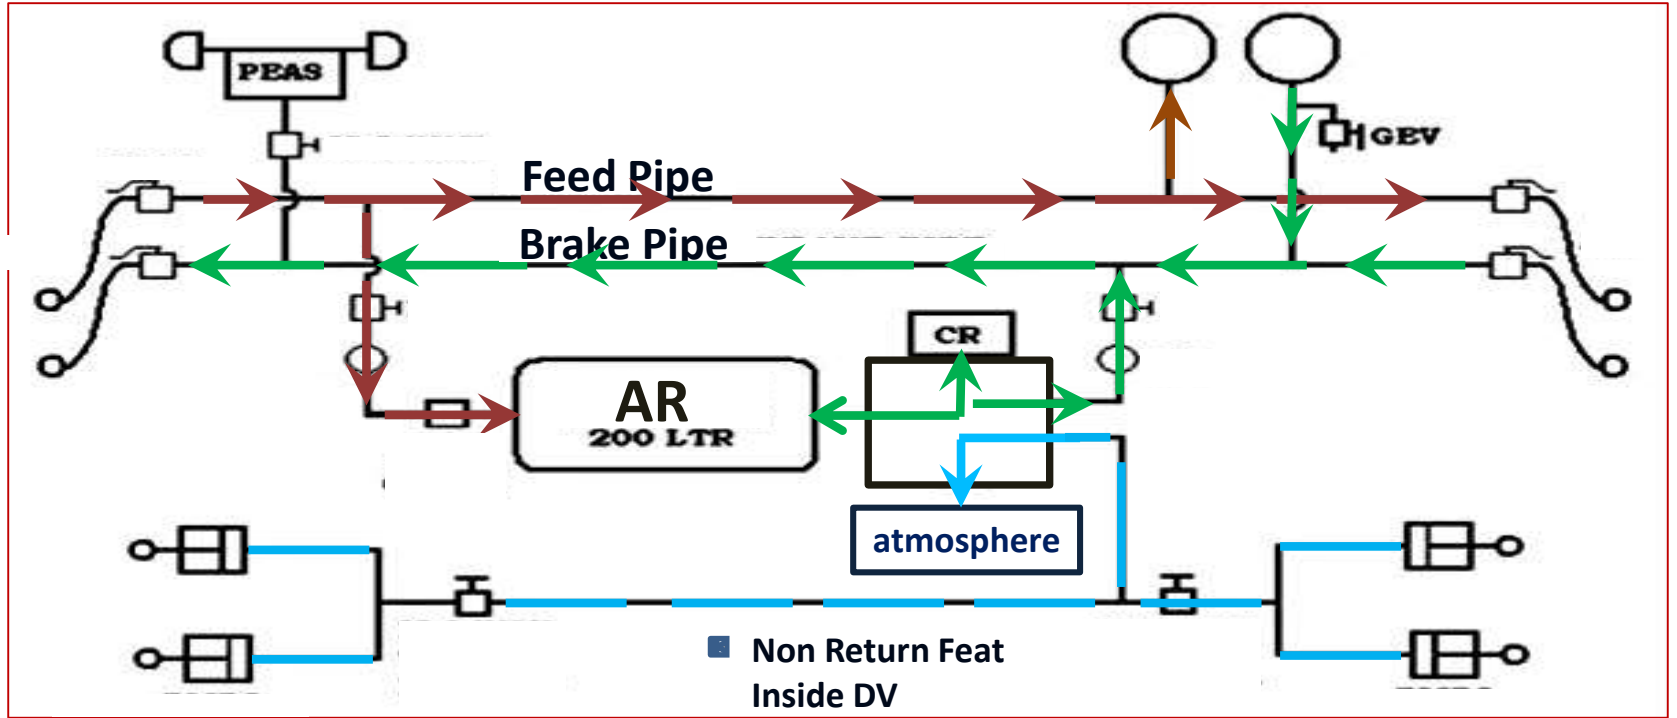 PEAS
GEV
Feed Pipe
Brake Pipe
CR
AR
200 LTR
atmosphere
Non Return Feat
Inside DV